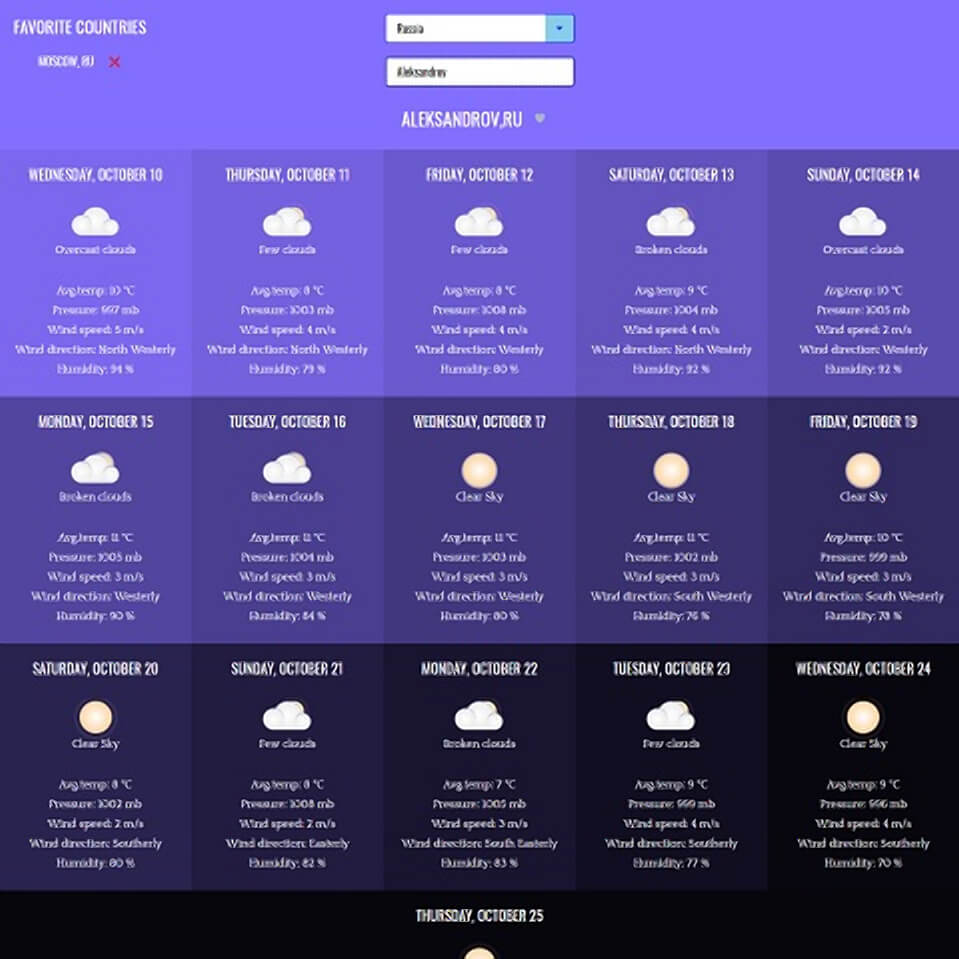 FAVORITE COUNTRIES
MOSCOW, RU
Russia
Aleksandrov
ALEKSANDROV,RU
WEDNESDAY, OCTOBER 10
Overcast clouds
Avg.temp: 10 °C
Pressure: 997 mb
Wind speed: 5 m/s
Wind direction: North Westerly
Humidity: 94 %
THURSDAY, OCTOBER 11
Few clouds
Avg.temp: 8 °C
Pressure: 1003 mb
Wind speed: 4 m/s
Wind direction: North Westerly
Humidity: 79 %
FRIDAY, OCTOBER 12
Few clouds
Avg.temp: 8 °C
Pressure: 1008 mb
Wind speed: 4 m/s
Wind direction: Westerly
Humidity: 80 %
SATURDAY, OCTOBER 13
Broken clouds
Avg.temp: 9 °C
Pressure: 1004 mb
Wind speed: 4 m/s
Wind direction: North Westerly
Humidity: 92 %
SUNDAY, OCTOBER 14
Overcast clouds
Avg.temp: 10 °C
Pressure: 1005 mb
Wind speed: 2 m/s
Wind direction: Westerly
Humidity: 92 %
MONDAY, OCTOBER 15
Broken clouds
Avg.temp: 11 °C
Pressure: 1005 mb
Wind speed: 3 m/s
Wind direction: Westerly
Humidity: 90 %
TUESDAY, OCTOBER 16
Broken clouds
Avg.temp: 11 °C
Pressure: 1004 mb
Wind speed: 3 m/s
Wind direction: Westerly
Humidity: 84 %
WEDNESDAY, OCTOBER 17
Clear Sky
Avg.temp: 11 °C
Pressure: 1003 mb
Wind speed: 3 m/s
Wind direction: Westerly
Humidity: 80 %
THURSDAY, OCTOBER 18
Clear Sky
Avg.temp: 11 °C
Pressure: 1002 mb
Wind speed: 3 m/s
Wind direction: South Westerly
Humidity: 76 %
FRIDAY, OCTOBER 19
Clear Sky
Avg.temp: 10 °C
Pressure: 999 mb
Wind speed: 3 m/s
Wind direction: South Westerly
Humidity: 78 %
SATURDAY, OCTOBER 20
Clear Sky
Avg.temp: 8 °C
Pressure: 1002 mb
Wind speed: 2 m/s
Wind direction: Southerly
Humidity: 80 %
SUNDAY, OCTOBER 21
Few clouds
Avg.temp: 8 °C
Pressure: 1008 mb
Wind speed: 2 m/s
Wind direction: Easterly
Humidity: 82 %
MONDAY, OCTOBER 22
Broken clouds
Avg.temp: 7 °C
Pressure: 1005 mb
Wind speed: 3 m/s
Wind direction: South Easterly
Humidity: 83 %
TUESDAY, OCTOBER 23
Few clouds
Avg.temp: 9 °C
Pressure: 999 mb
Wind speed: 4 m/s
Wind direction: Southerly
Humidity: 77 %
WEDNESDAY, OCTOBER 24
Clear Sky
Avg.temp: 9 °C
Pressure: 996 mb
Wind speed: 4 m/s
Wind direction: Southerly
Humidity: 70 %
THURSDAY, OCTOBER 25